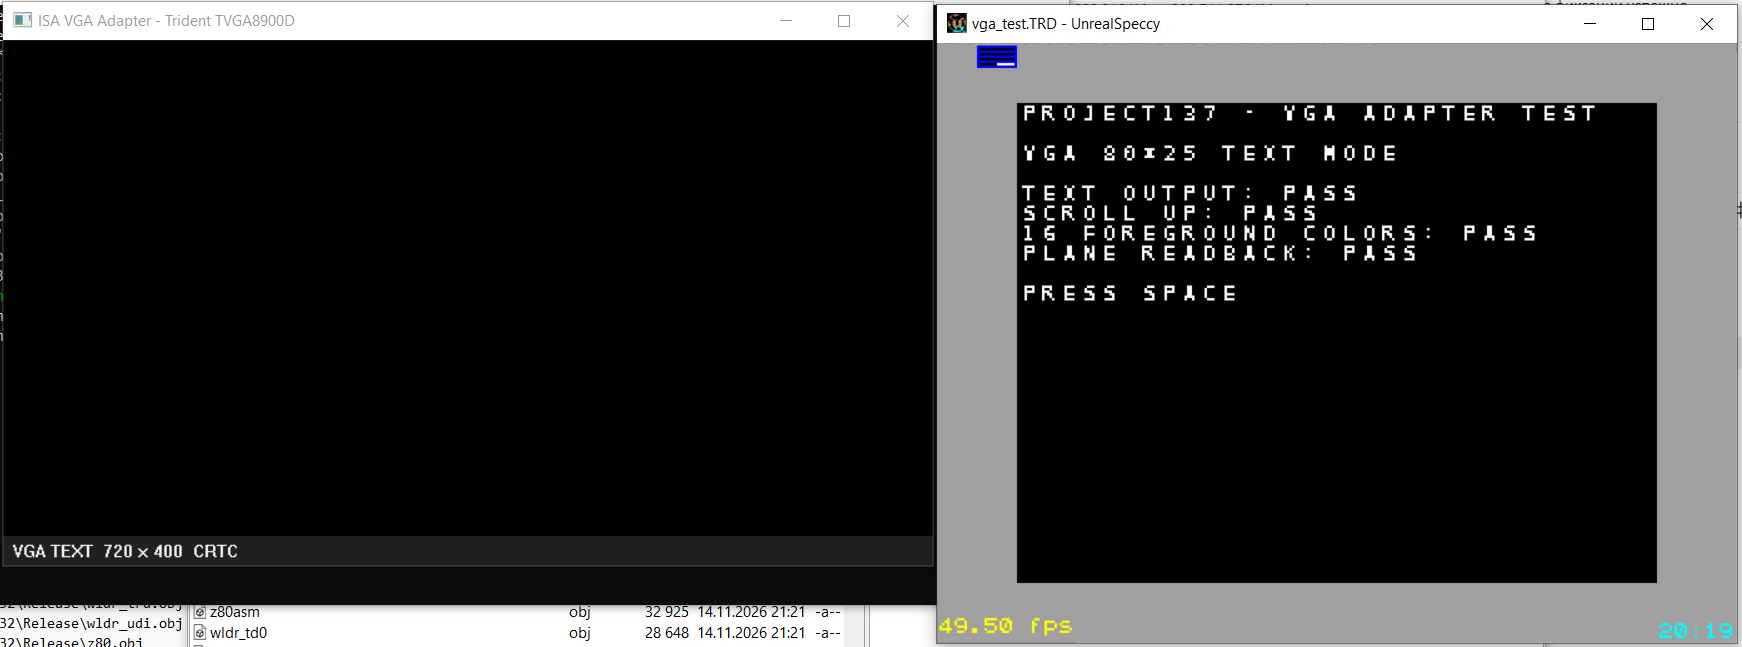 ISA VGA Adapter - Trident TVGA8900D
VGA TEXT 720 × 400 CRTC
vga_test.TRD - UnrealSpeccy
PROJECT137 - VGA ADAPTER TEST
VGA 80x25 TEXT MODE
TEXT OUTPUT: PASS
SCROLL UP: PASS
16 FOREGROUND COLORS: PASS
PLANE READBACK: PASS
PRESS SPACE
49.50 fps
20:19
32\Release\wldr_udi.obj
32\Release\z80.obj
z80asm obj 32 925 14.11.2026 21:21 -a--
wldr_td0 obj 28 648 14.11.2026 21:21 -a--